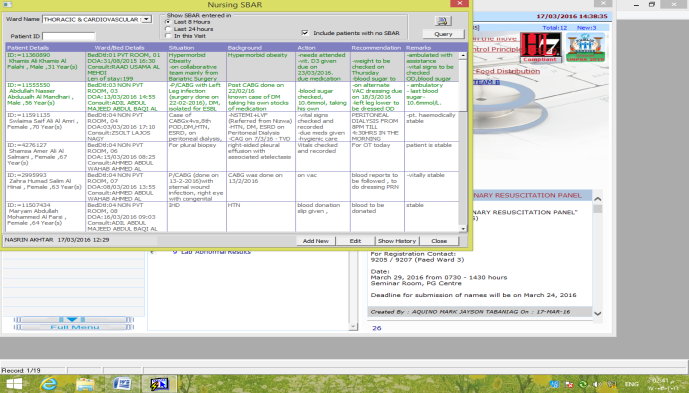 Nursing SBAR
Ward Name THORACIC & CARDIOVASCULAR
Show SBAR entered in
Last 8 Hours
Last 24 hours
In this Visit
Include patients with no SBAR
Patient ID
Query
17/03/2016 14:38:35
Total:12 New:3
Patient Details Ward/Bed Details Situation Background Action Recommendation Remarks
ID:=11360890
Khamis Ali Khamis Al
Falahi , Male ,31 Year(s)
BedDtl:01 PVT ROOM, 01
DOA:31/08/2015 16:30
Consult:RAAID USAMA AL
MEHDI
Len of stay:199
Hypermorbid
Obesity
-on collaborative
team mainly from
Bariatric Surgery
Hypermorbid obesity
-needs attended
-vit. D3 given
due on
23/03/2016.
due medication
-weight to be
checked on
Thursday
-blood sugar to
-ambulated with
assistance
-vital signs to be
checked
OD,blood sugar
ID:=11555550
Abdullah Nasser
Abduualh Al Mandhari ,
Male ,56 Year(s)
BedDtl:03 NON PVT
ROOM, 03
DOA:13/03/2016 14:55
Consult:ADIL ABDUL
MAJEED ABDUL BAQI AL
-P/CABG with Left
Leg infection
(surgery done on
22-02-2016), DM,
isolated for ESBL
Post CABG done on
22/02/16
known case of DM
taking his own stocks
of medication
-blood sugar
checked,
10.6mmol, taking
his own
-on alternate
VAC dressing due
on 18/3/2016
-left leg lower to
be dressed OD
- ambulatory
- last blood
sugar-
10.6mmol/L.
ID:=11591135
Swlaima Saif Ali Al Amri ,
Female ,70 Year(s)
BedDtl:04 NON PVT
ROOM, 04
DOA:03/03/2016 17:10
Consult:ZSOLT LAJOS
NAGY
Case of
CABGx4vs,8th
POD,DM,HTN,
ESRD, on
peritoneal dialysis,
-NSTEMI +LVF
(Referred from Nizwa)
-HTN, DM, ESRD on
Peritoneal Dialysis
-CAG on 7/3/16 - TVD
-vital signs
checked and
recorded
-due meds given
-hygienic care
PERITONEAL
DIALYSIS FROM
8PM TILL
4:30HRS IN THE
MORNING
-pt. haemodically
stable
ID:=4276127
Shamsa Amer Ali Al
Salmani , Female ,67
Year(s)
BedDtl:04 NON PVT
ROOM, 06
DOA:15/03/2016 08:25
Consult:AHMED ABDUL
WAHAB AHMED AL
For plural biopsy
right-sided pleural
effusion with
associated atelectasis
Vitals checked
and recorded
For OT today
patient is stable
ID:=2995993
Zahra Humaid Salim Al
Hinai , Female ,63 Year(s)
BedDtl:04 NON PVT
ROOM, 07
DOA:08/03/2016 13:55
Consult:AHMED ABDUL
WAHAB AHMED AL
P/CABG (done on
13-2-2016)with
sternal wound
infection, right eye
with congenital
CABG was done on
13/2/2016
on vac
blood reports to
be followed , to
do dressing PRN
-vitally stable
ID:=11507434
Maryam Abdullah
Mohammed Al Farsi ,
Female ,64 Year(s)
BedDtl:04 NON PVT
ROOM, 08
DOA:16/03/2016 09:03
Consult:ADIL ABDUL
MAJEED ABDUL BAQI AL
IHD
HTN
blood donation
slip given ,
blood to be
donated
stable
NASRIN AKHTAR 17/03/2016 12:29
Add New Edit Show History Close
in the move
trol Principle
Food Distribution
TEAM B
H7
Compliant
NARY RESUSCITATION PANEL
NARY RESUSCITATION PANEL"
Lab Abnormal Results
For Registration Contact:
9205 / 9207 (Paed Ward 3)
Date:
March 29, 2016 from 0730 - 1430 hours
Seminar Room, PG Centre
Deadline for submission of names will be on March 24, 2016
Created By : AQUINO MARK JAYSON TABANIAG On : 17-MAR-16
26
Full Menu
Record: 1/19
ENG